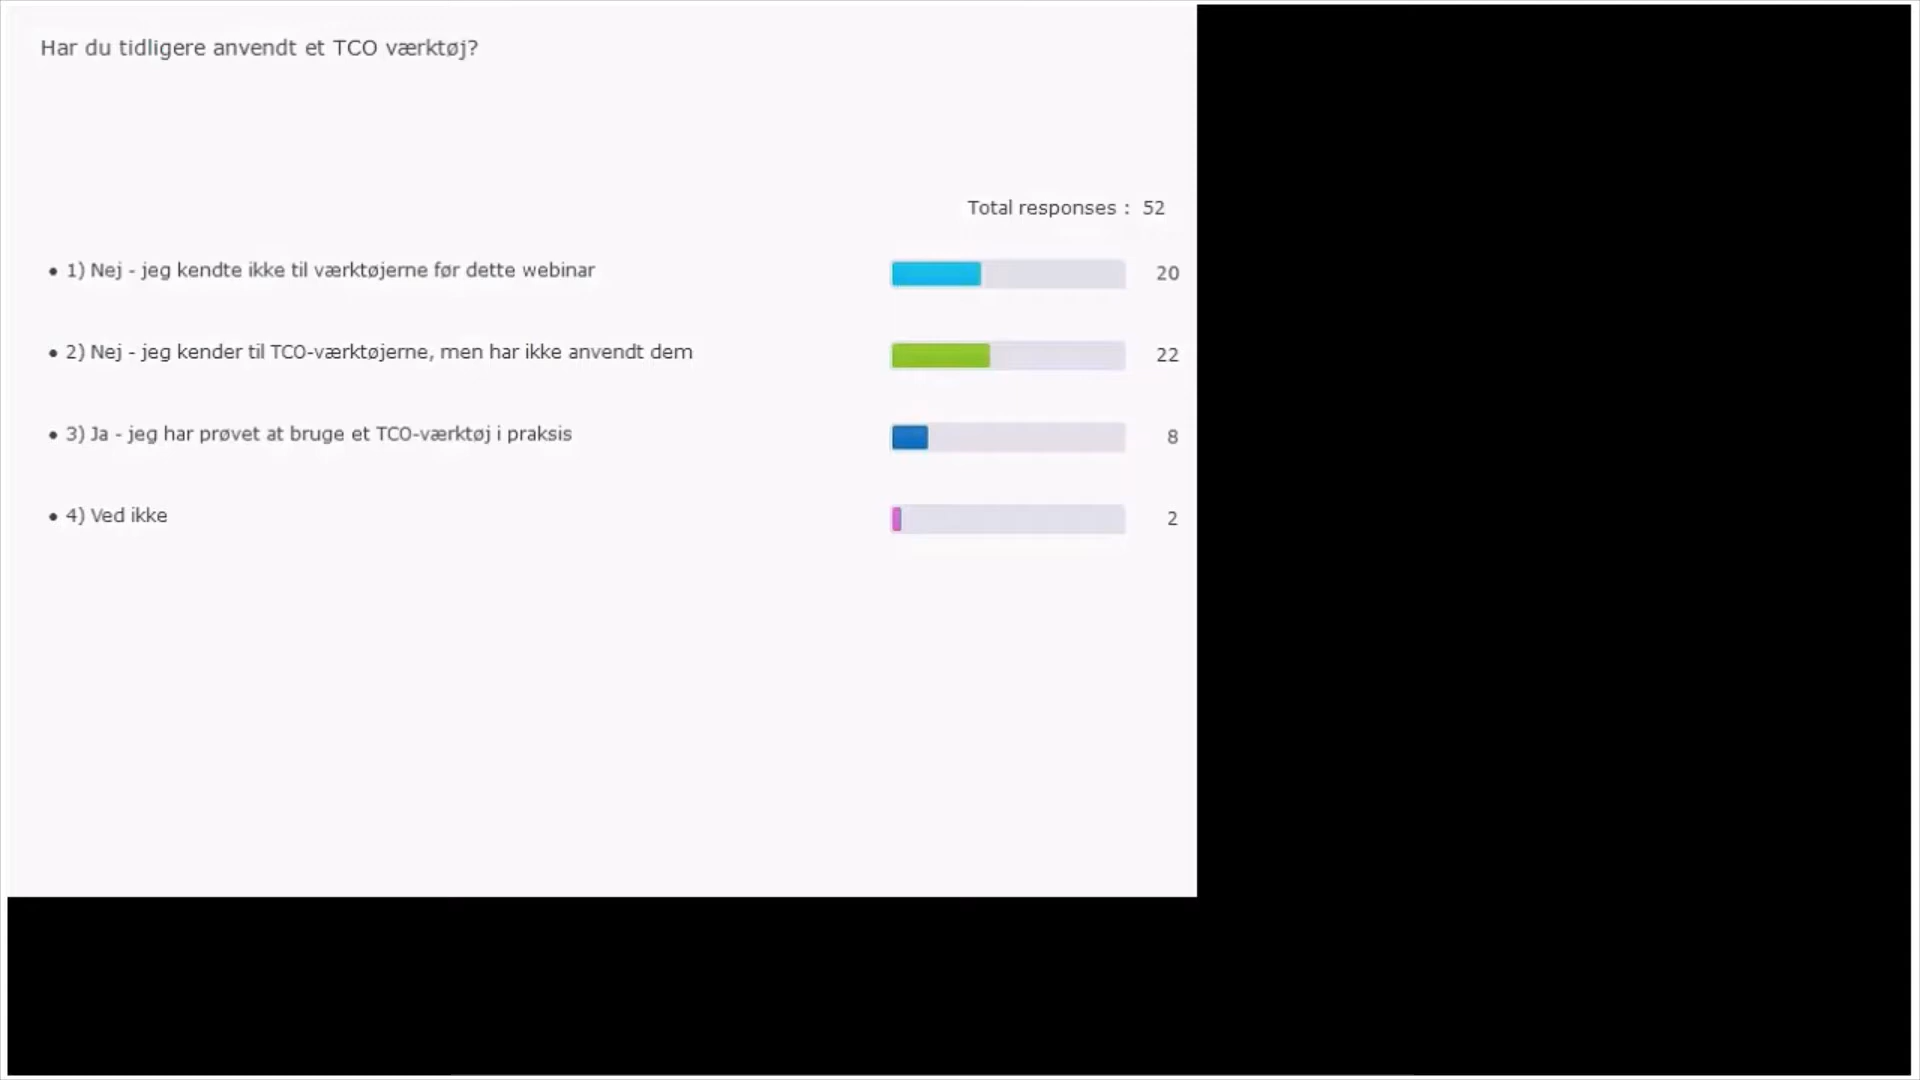 Har du tidligere anvendt et TCO værktøj?
Total responses : 52
• 1) Nej - jeg kendte ikke til værktøjerne før dette webinar 20
• 2) Nej - jeg kender til TCO-værktøjerne, men har ikke anvendt dem 22
• 3) Ja - jeg har prøvet at bruge et TCO-værktøj i praksis 8
• 4) Ved ikke 2